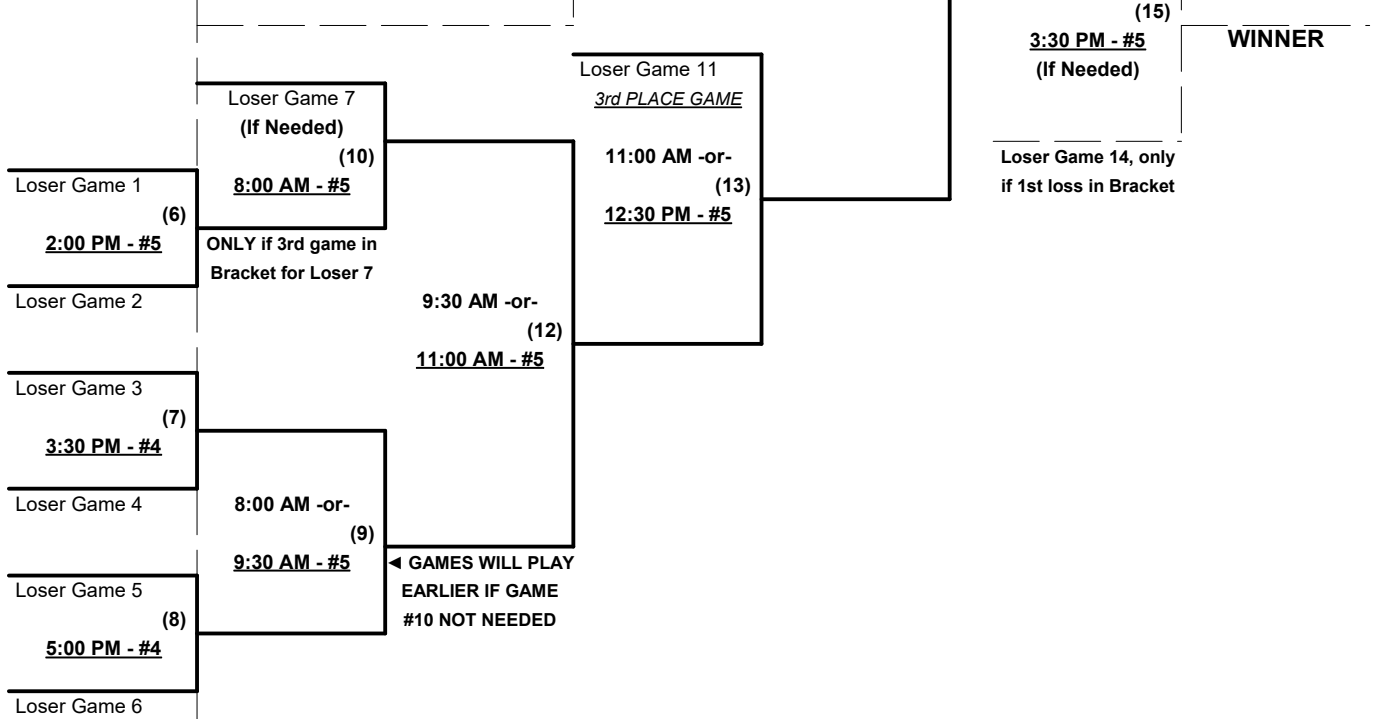 (15)
3:30 PM - #5
(If Needed)
WINNER
Loser Game 14, only
if 1st loss in Bracket
Loser Game 11
3rd PLACE GAME
11:00 AM -or-
(13)
12:30 PM - #5
Loser Game 7
(If Needed)
(10)
8:00 AM - #5
ONLY if 3rd game in
Bracket for Loser 7
Loser Game 1
(6)
2:00 PM - #5
Loser Game 2
9:30 AM -or-
(12)
11:00 AM - #5
Loser Game 3
(7)
3:30 PM - #4
Loser Game 4
8:00 AM -or-
(9)
9:30 AM - #5
◄ GAMES WILL PLAY
EARLIER IF GAME
#10 NOT NEEDED
Loser Game 5
(8)
5:00 PM - #4
Loser Game 6